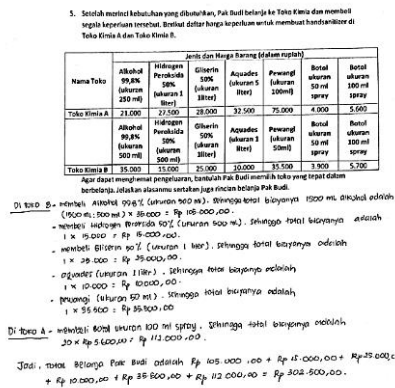 5. Setelah merinci kebutuhan yang dibutuhkan, Pak Budi belanja ke Toko Kimia dan membeli
segala keperluan tersebut. Berikut daftar harga keperluan untuk membuat handsanitizer di
Toko Kimia A dan Toko Kimia B.
Nama Toko
Jenis dan Harga Barang (dalam rupiah)
Alkohol 99,8% (ukuran 250 ml)
Hidrogen Peroksida 50% (ukuran 1 liter)
Gliserin 50% (ukuran 1liter)
Aquades (ukuran 5 liter)
Pewangi (ukuran 100ml)
Botol ukuran 50 ml spray
Botol ukuran 100 ml spray
Toko Kimia A 21.000 27.500 28.000 32.500 75.000 4.000 5.600
Alkohol 99,8% (ukuran 500 ml)
Hidrogen Peroksida 50% (ukuran 500 ml)
Gliserin 50% (ukuran 1liter)
Aquades (ukuran 1 liter)
Pewangi (ukuran 50ml)
Botol ukuran 50 ml spray
Botol ukuran 100 ml spray
Toko Kimia B 35.000 15.000 25.000 10.000 35.500 3.900 5.700
Agar dapat menghemat pengeluaran, bantulah Pak Budi memilih toko yang tepat dalam
berbelanja. Jelaskan alasanmu sertakan juga rincian belanja Pak Budi.
Di toko B - membeli Alkohol 99,8% (ukuran 500 ml). Sehingga total biayanya 1500 ml alkohol adalah
(1500 ml : 500 ml) × 35.000 = Rp 105.000,00.
- membeli Hidrogen Peroksida 50% (ukuran 500 ml). Sehingga total biayanya adalah
1 × 15.000 = Rp 15.000,00.
- membeli Gliserin 50% (ukuran 1 liter), sehingga total biayanya adalah
1 × 25.000 = Rp 25.000,00.
- aquades (ukuran 1 liter). Sehingga total biayanya adalah
1 × 10.000 = Rp 10.000,00.
- pewangi (ukuran 50 ml). Sehingga total biayanya adalah
1 × 35.500 = Rp 35.500,00
Di toko A - membeli Botol ukuran 100 ml spray. Sehingga total biayanya adalah
20 × Rp 5.600,00 = Rp 112.000,00.
Jadi, Total Belanja Pak Budi adalah Rp 105.000,00 + Rp 15.000,00 + Rp 25.000,0
+ Rp 10.000,00 + Rp 35.500,00 + Rp 112.000,00 = Rp 302.500,00.